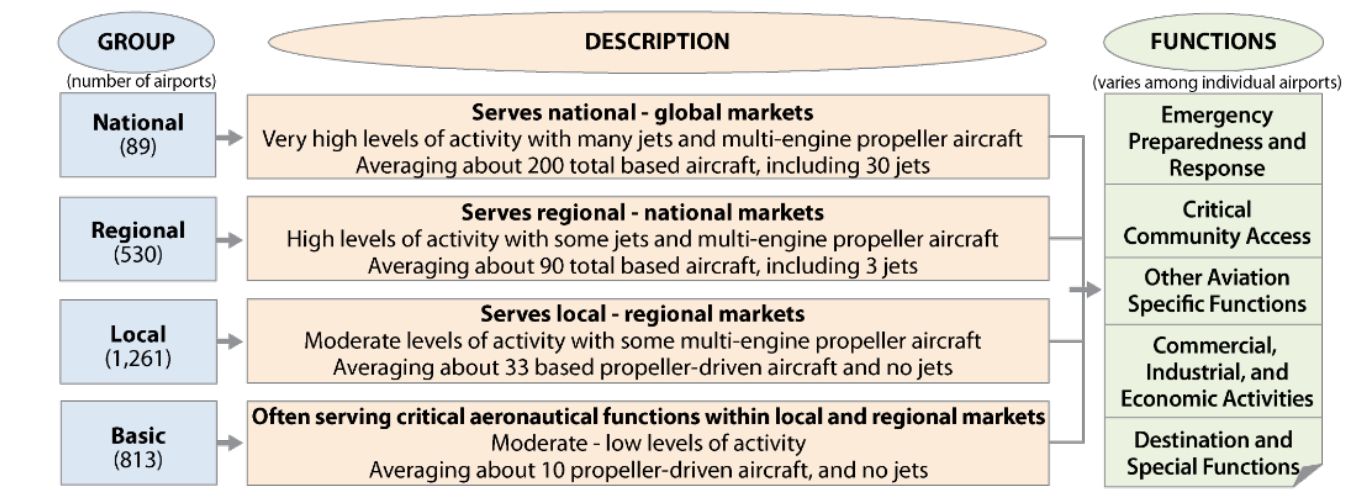 GROUP
(number of airports)
DESCRIPTION
FUNCTIONS
(varies among individual airports)
National
(89)
Serves national - global markets
Very high levels of activity with many jets and multi-engine propeller aircraft
Averaging about 200 total based aircraft, including 30 jets
Regional
(530)
Serves regional - national markets
High levels of activity with some jets and multi-engine propeller aircraft
Averaging about 90 total based aircraft, including 3 jets
Local
(1,261)
Serves local - regional markets
Moderate levels of activity with some multi-engine propeller aircraft
Averaging about 33 based propeller-driven aircraft and no jets
Basic
(813)
Often serving critical aeronautical functions within local and regional markets
Moderate - low levels of activity
Averaging about 10 propeller-driven aircraft, and no jets
Emergency
Preparedness and
Response
Critical
Community Access
Other Aviation
Specific Functions
Commercial,
Industrial, and
Economic Activities
Destination and
Special Functions